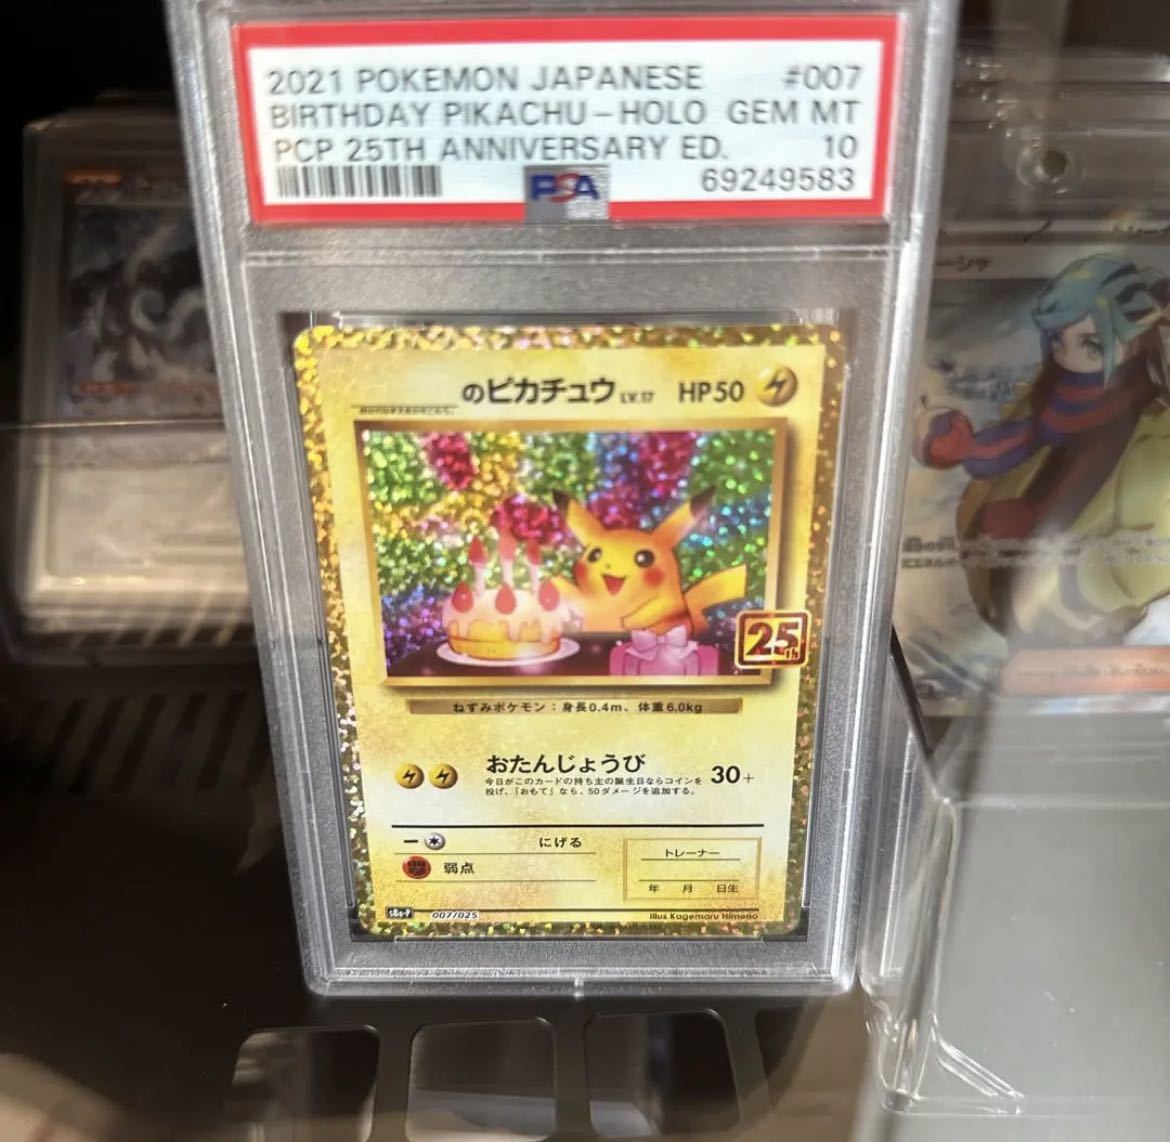 2021 POKEMON JAPANESE #007
BIRTHDAY PIKACHU-HOLO GEM MT
PCP 25TH ANNIVERSARY ED. 10
PSA 69249583
のピカチュウ LV.17 HP50
25th
ねずみポケモン：身長0.4m、体重6.0kg
おたんじょうび 30+
今日がこのカードの持ち主の誕生日ならコインを
投げ、「おもて」なら、50ダメージを追加する。
にげる
弱点
トレーナー
年 月 日生
s8a-P 007/025 Illus. Kagemaru Himeno